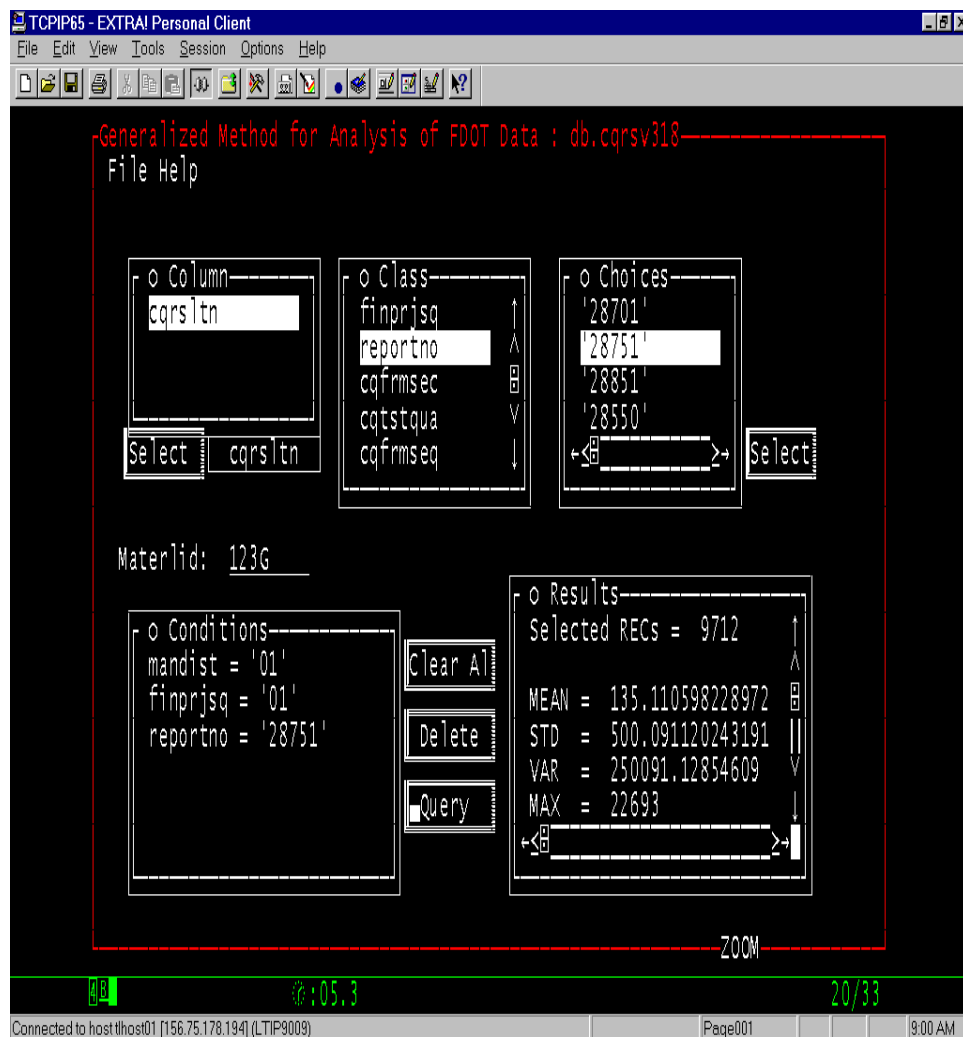 TCPIP65 - EXTRA! Personal Client
File Edit View Tools Session Options Help
Generalized Method for Analysis of FDOT Data : db.cqrsv318
File Help
Column
cqrsltn
Select
cqrsltn
Class
finprjsq
reportno
cqfrmsec
cqtstqua
cqfrmseq
Choices
'28701'
'28751'
'28851'
'28550'
Select
Materlid: 123G
Conditions
mandist = '01'
finprjsq = '01'
reportno = '28751'
Clear Al
Delete
Query
Results
Selected RECs = 9712
MEAN = 135.110598228972
STD = 500.091120243191
VAR = 250091.12854609
MAX = 22693
ZOOM
4B :05.3 20/33
Connected to host tlhost01 [156.75.178.194] (LTIP9009) Page001 9:00 AM